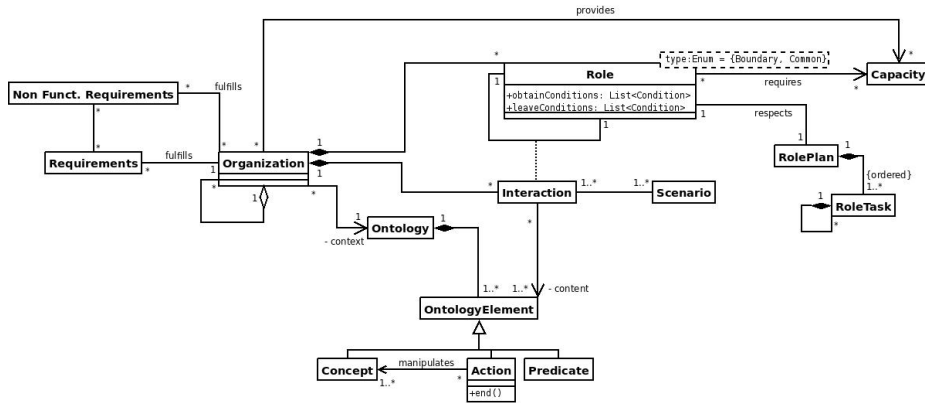 provides
type:Enum = {Boundary, Common}
* * *
Role
Capacity
Non Funct. Requirements
* fulfills
+obtainConditions: List<Condition>
+leaveConditions: List<Condition>
1
* requires *
* * * 1
1 1 respects
Requirements
* fulfills 1
Organization
1
1
RolePlan
1
{ordered}
1..*
* 1 *
* Interaction 1..* 1..* Scenario
RoleTask
1 *
1
- context
Ontology
1
*
1..* 1..* - content
OntologyElement
Concept
manipulates
1..* *
Action
+end()
Predicate